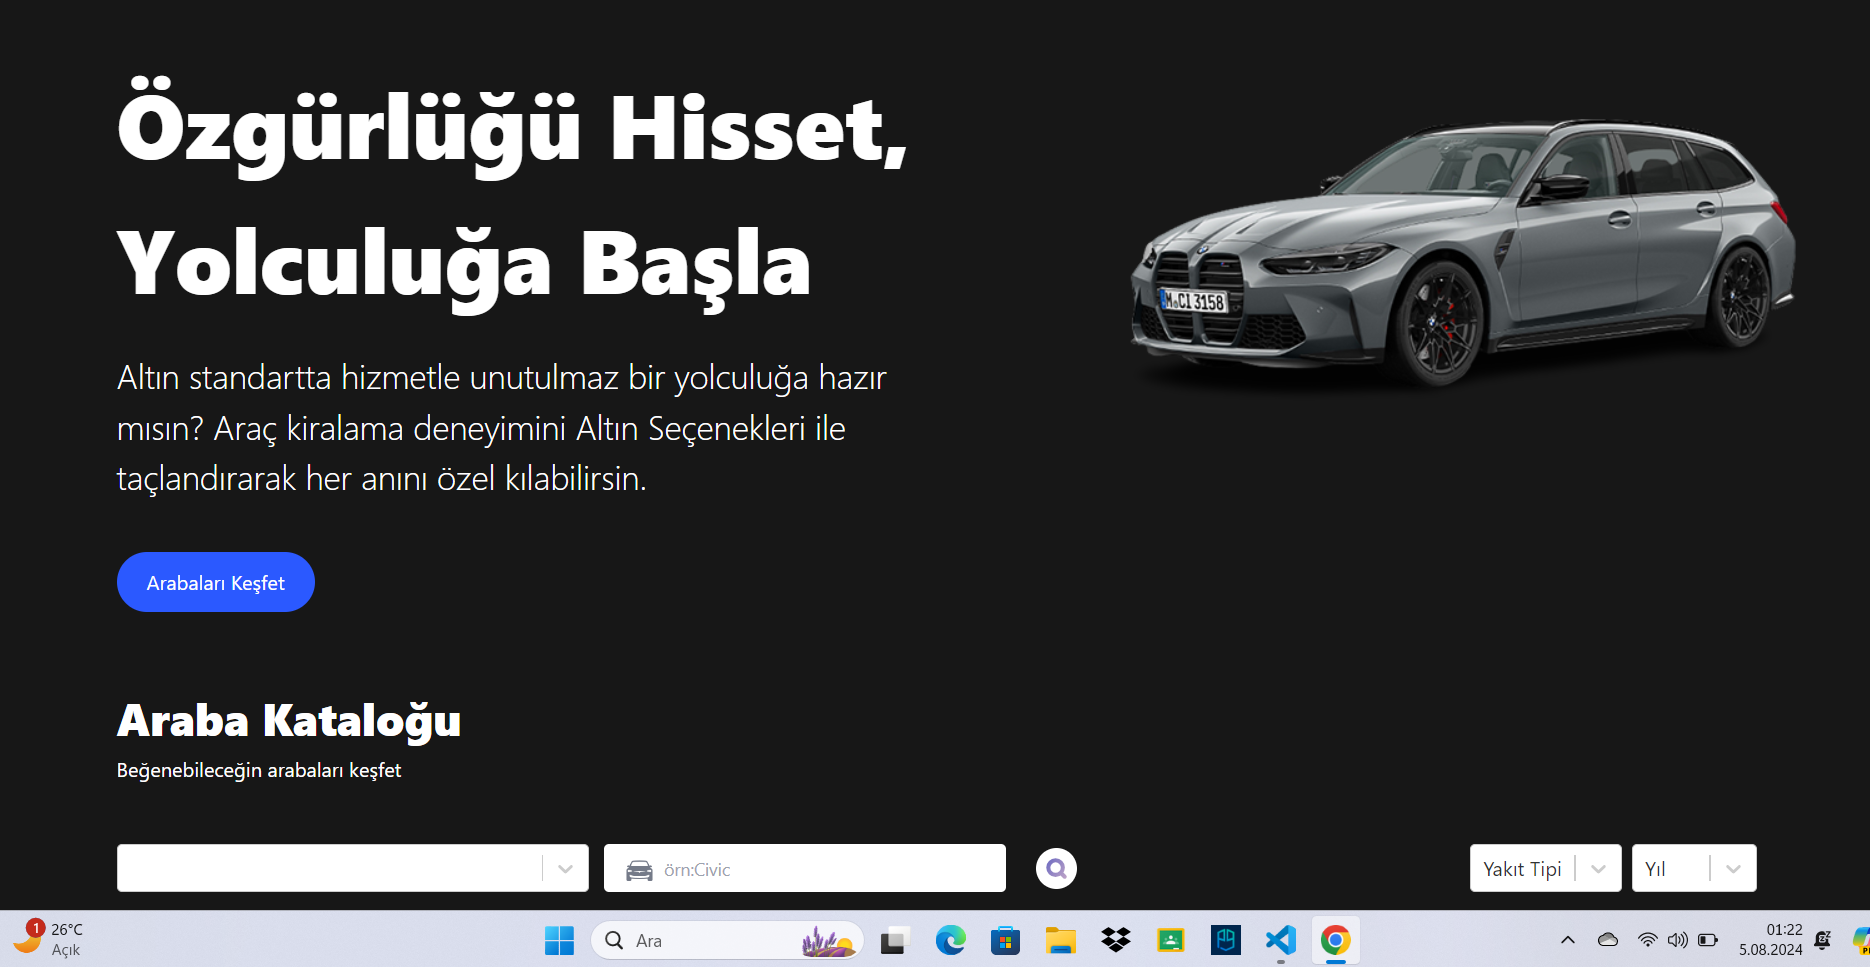 Özgürlüğü Hisset,
Yolculuğa Başla
Altın standartta hizmetle unutulmaz bir yolculuğa hazır
mısın? Araç kiralama deneyimini Altın Seçenekleri ile
taçlandırarak her anını özel kılabilirsin.
M CI 3158
Arabaları Keşfet
Araba Kataloğu
Beğenebileceğin arabaları keşfet
örn:Civic
Yakıt Tipi
Yıl
1
26°C
Açık
Ara
01:22
5.08.2024